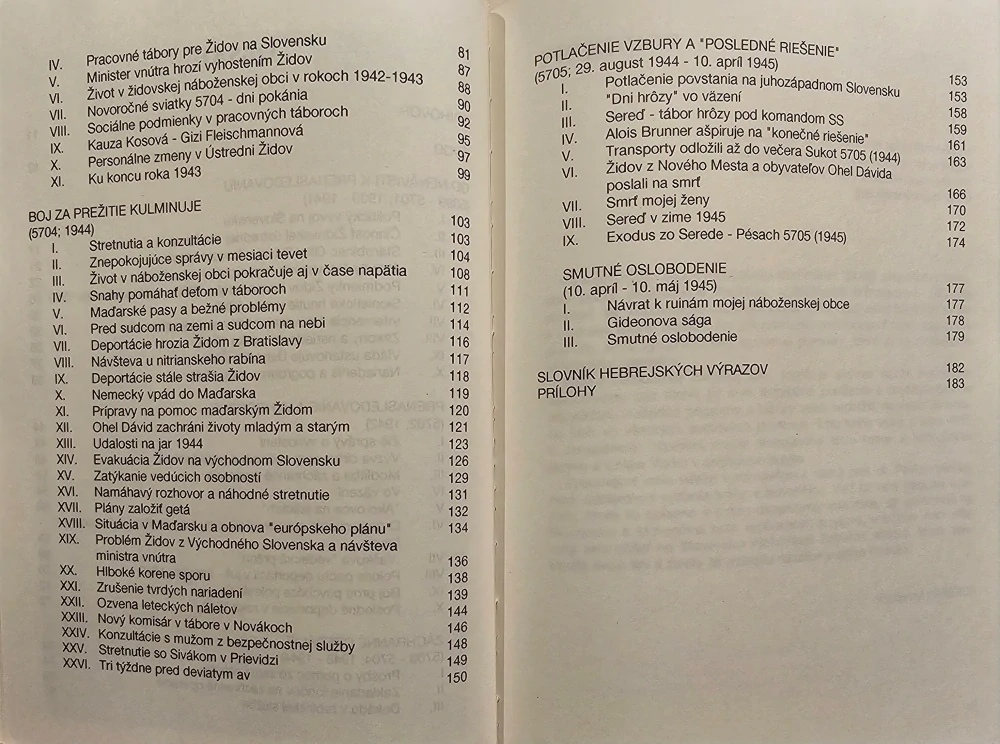 IV. Pracovné tábory pre Židov na Slovensku 81
V. Minister vnútra hrozí vyhostením Židov 87
VI. Život v židovskej náboženskej obci v rokoch 1942-1943 88
VII. Novoročné sviatky 5704 - dni pokánia 90
VIII. Sociálne podmienky v pracovných táboroch 92
IX. Kauza Kosová - Gizi Fleischmannová 95
X. Personálne zmeny v Ústredni Židov 97
XI. Ku koncu roka 1943 99
BOJ ZA PREŽITIE KULMINUJE
(5704; 1944) 103
I. Stretnutia a konzultácie 103
II. Znepokojujúce správy v mesiaci tevet 104
III. Život v náboženskej obci pokračuje aj v čase napätia 108
IV. Snahy pomáhať deťom v táboroch 111
V. Maďarské pasy a bežné problémy 112
VI. Pred sudcom na zemi a sudcom na nebi 114
VII. Deportácie hrozia Židom z Bratislavy 116
VIII. Návšteva u nitrianskeho rabína 117
IX. Deportácie stále strašia Židov 118
X. Nemecký vpád do Maďarska 119
XI. Prípravy na pomoc maďarským Židom 120
XII. Ohel Dávid zachráni životy mladým a starým 121
XIII. Udalosti na jar 1944 123
XIV. Evakuácia Židov na východnom Slovensku 126
XV. Zatýkanie vedúcich osobností 129
XVI. Namáhavý rozhovor a náhodné stretnutie 131
XVII. Plány založiť getá 132
XVIII. Situácia v Maďarsku a obnova "európskeho plánu" 134
XIX. Problém Židov z Východného Slovenska a návšteva
ministra vnútra 136
XX. Hlboké korene sporu 138
XXI. Zrušenie tvrdých nariadení 139
XXII. Ozvena leteckých náletov 144
XXIII. Nový komisár v tábore v Novákoch 146
XXIV. Konzultácie s mužom z bezpečnostnej služby 148
XXV. Stretnutie so Sivákom v Prievidzi 149
XXVI. Tri týždne pred deviatym av 150
POTLAČENIE VZBURY A "POSLEDNÉ RIEŠENIE"
(5705; 29. august 1944 - 10. apríl 1945) 153
I. Potlačenie povstania na juhozápadnom Slovensku 153
II. "Dni hrôzy" vo väzení 158
III. Sereď - tábor hrôzy pod komandom SS 159
IV. Alois Brunner ašpiruje na "konečné riešenie" 161
V. Transporty odložili až do večera Sukot 5705 (1944) 163
VI. Židov z Nového Mesta a obyvateľov Ohel Dávida
poslali na smrť 166
VII. Smrť mojej ženy 170
VIII. Sereď v zime 1945 172
IX. Exodus zo Serede - Pésach 5705 (1945) 174
SMUTNÉ OSLOBODENIE
(10. apríl - 10. máj 1945) 177
I. Návrat k ruinám mojej náboženskej obce 177
II. Gideonova sága 178
III. Smutné oslobodenie 179
SLOVNÍK HEBREJSKÝCH VÝRAZOV 182
PRÍLOHY 183